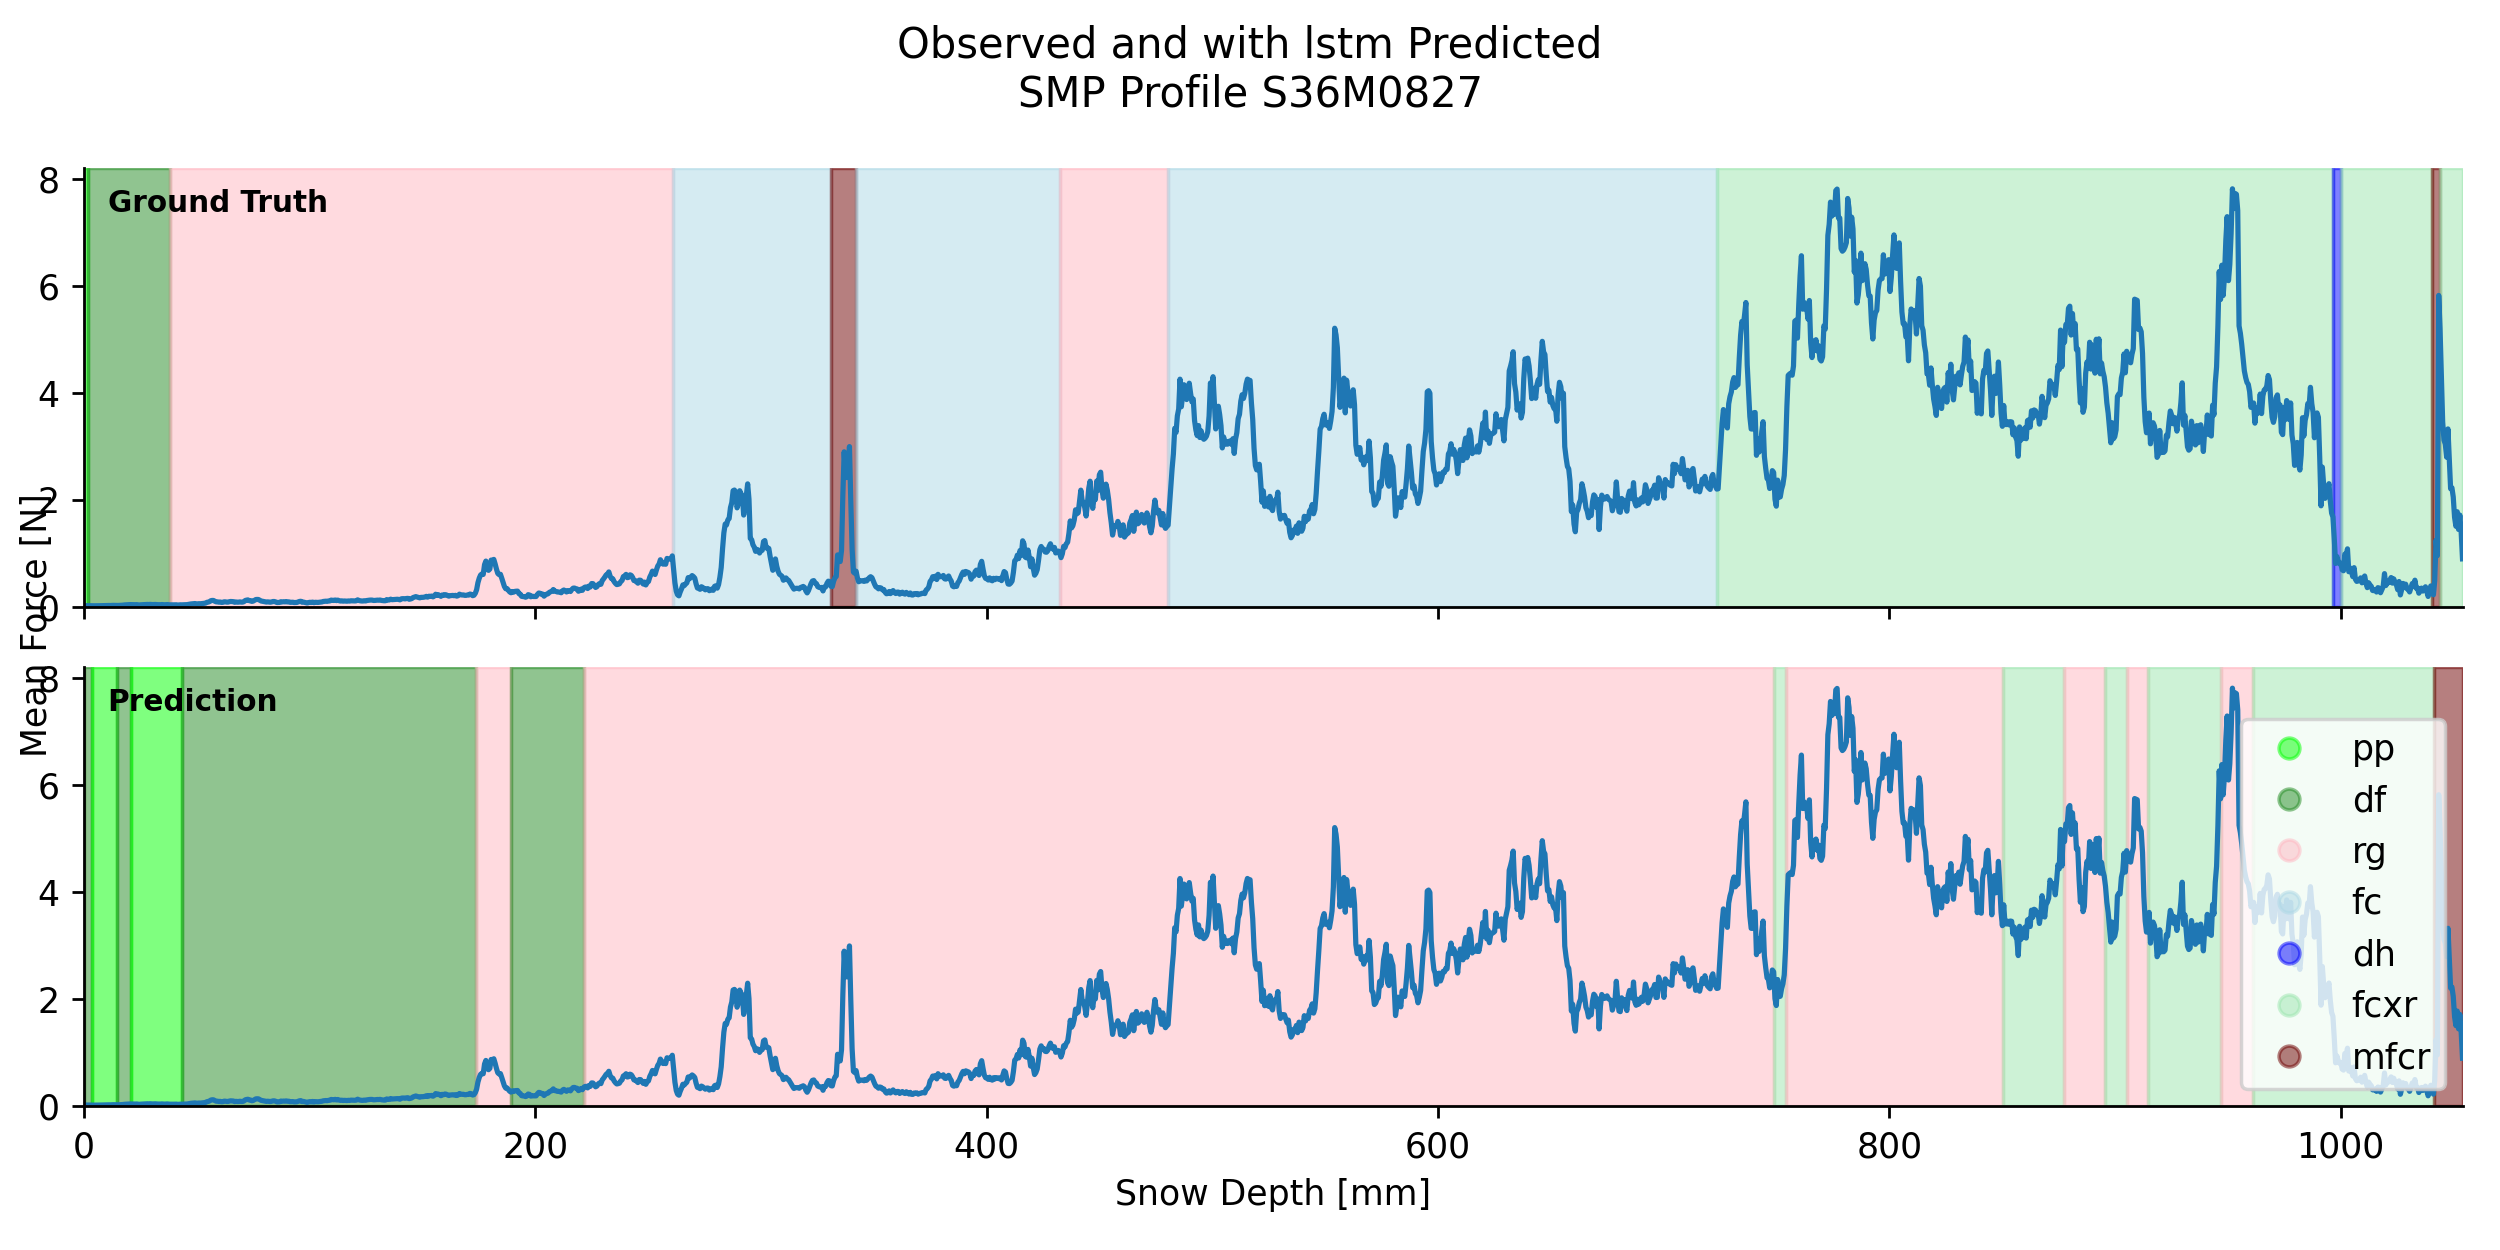 Observed and with lstm Predicted
SMP Profile S36M0827
Ground Truth
8
6
4
2
0
Mean Force [N]
Prediction
8
6
4
2
0
pp
df
rg
fc
dh
fcxr
mfcr
0 200 400 600 800 1000
Snow Depth [mm]